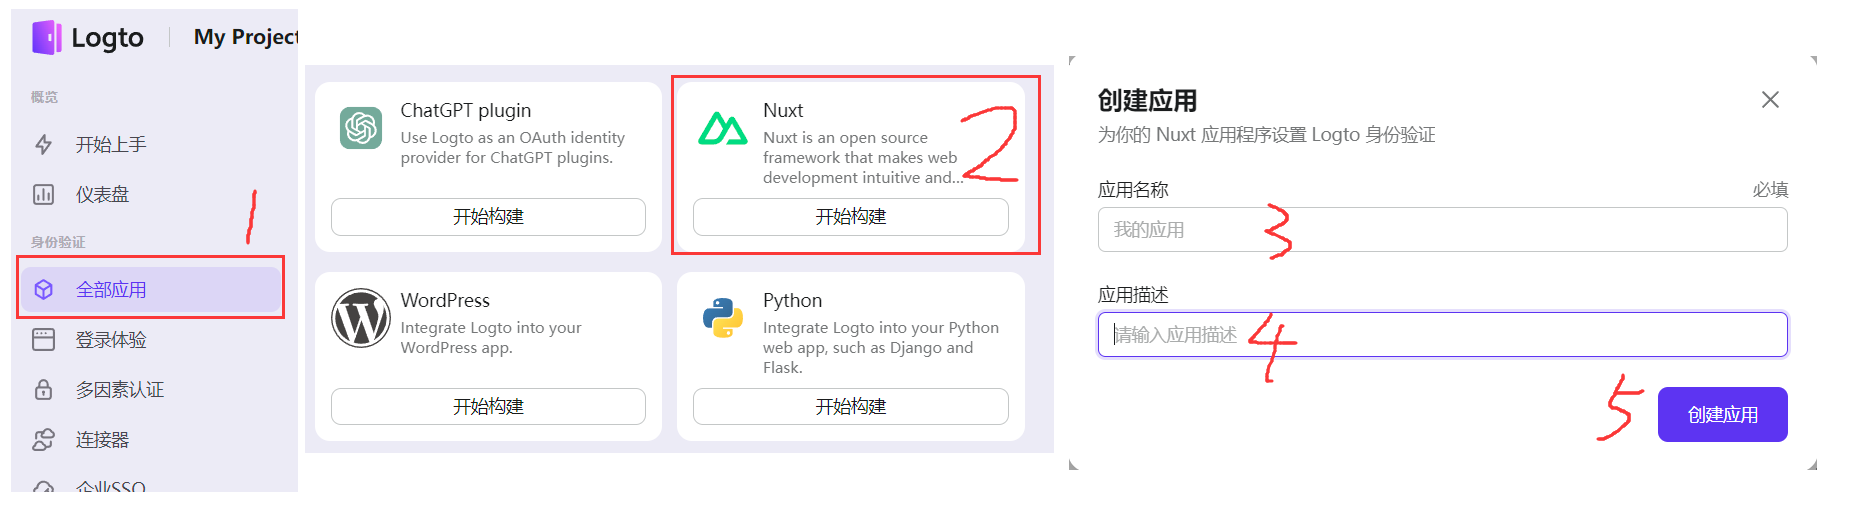 Logto
My Project
概览
开始上手
仪表盘
1
身份验证
全部应用
登录体验
多因素认证
连接器
企业SSO
ChatGPT plugin
Use Logto as an OAuth identity
provider for ChatGPT plugins.
开始构建
Nuxt
Nuxt is an open source
framework that makes web
development intuitive and...
2
开始构建
WordPress
Integrate Logto into your
WordPress app.
开始构建
Python
Integrate Logto into your Python
web app, such as Django and
Flask.
开始构建
创建应用
为你的 Nuxt 应用程序设置 Logto 身份验证
应用名称
必填
我的应用
3
应用描述
请输入应用描述
4
5
创建应用